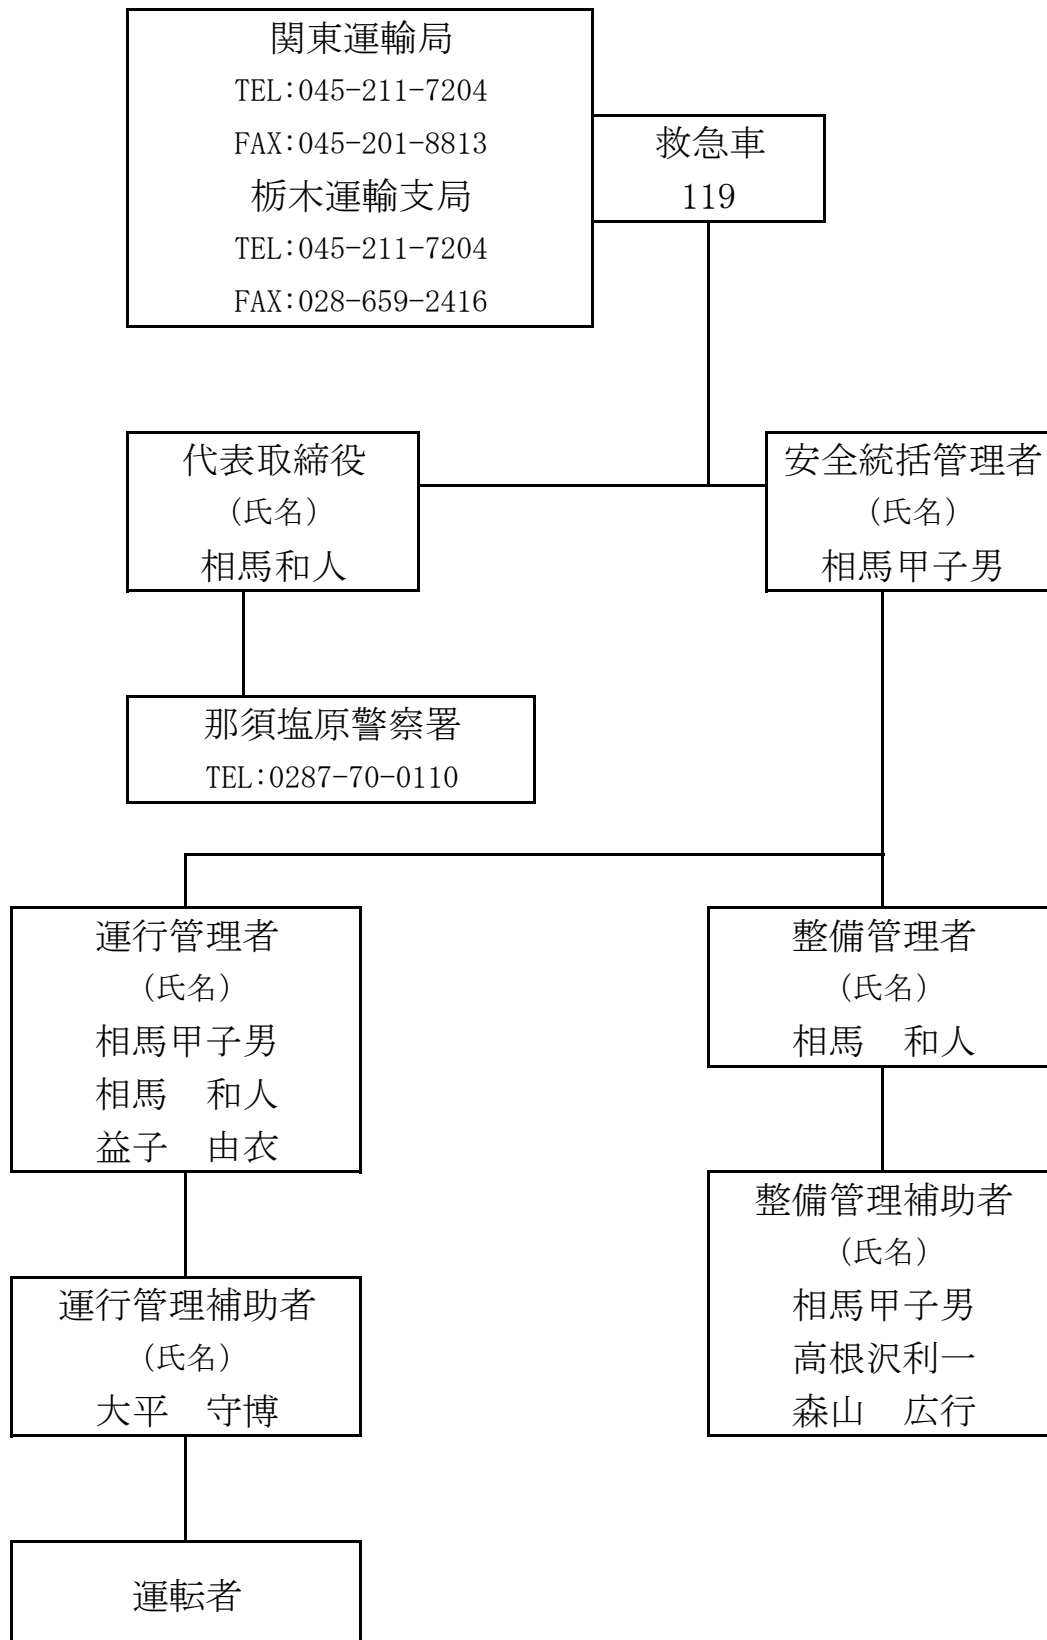 関東運輸局
TEL:045-211-7204
FAX:045-201-8813
栃木運輸支局
TEL:045-211-7204
FAX:028-659-2416
救急車
119
代表取締役
(氏名)
相馬和人
安全統括管理者
(氏名)
相馬甲子男
那須塩原警察署
TEL:0287-70-0110
運行管理者
(氏名)
相馬甲子男
相馬　和人
益子　由衣
整備管理者
(氏名)
相馬　和人
運行管理補助者
(氏名)
大平　守博
整備管理補助者
(氏名)
相馬甲子男
高根沢利一
森山　広行
運転者